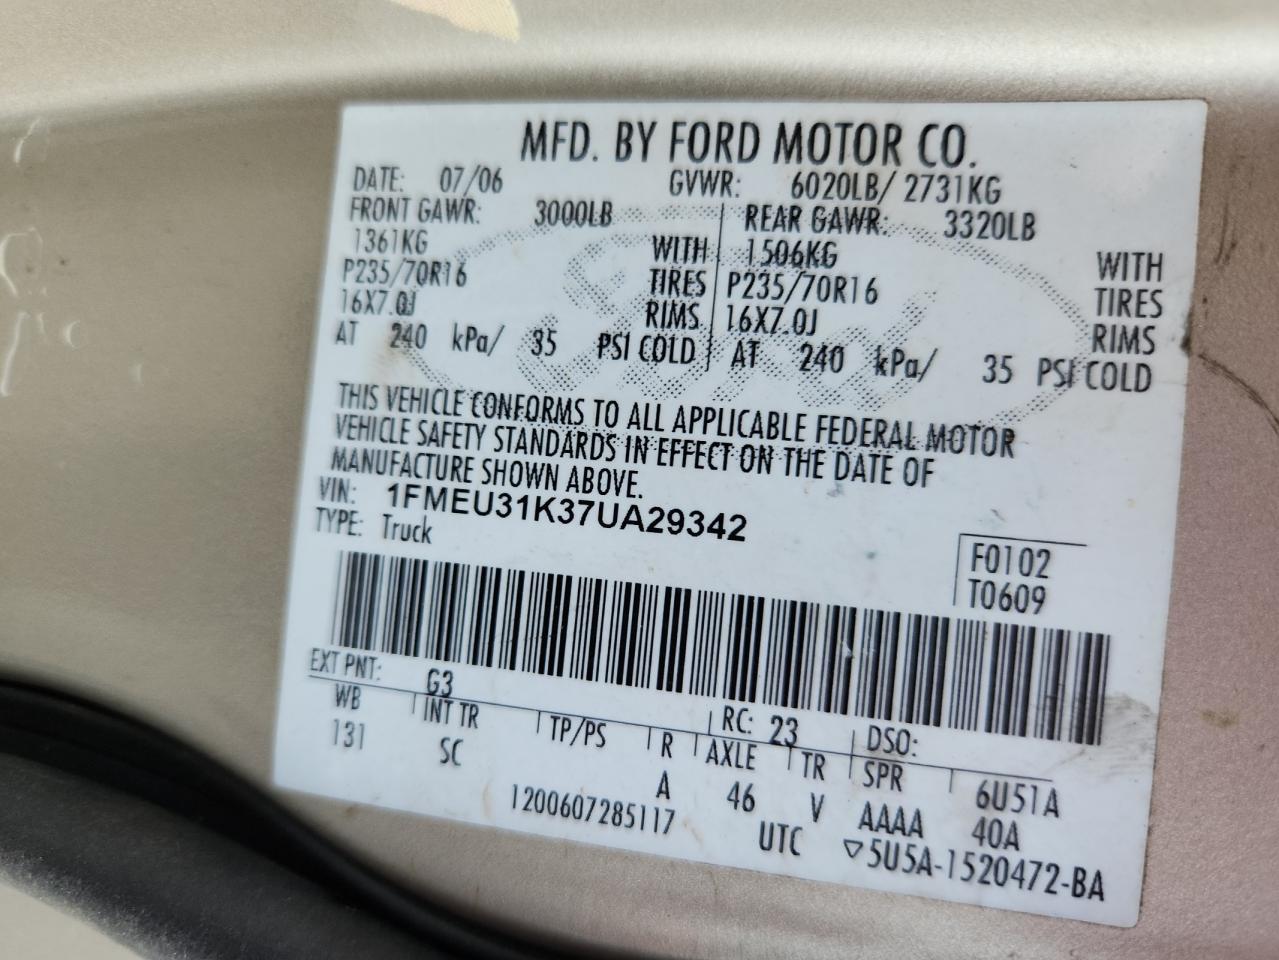 MFD. BY FORD MOTOR CO.
DATE: 07/06 GVWR: 6020LB/ 2731KG
FRONT GAWR: 3000LB REAR GAWR: 3320LB
1361KG WITH 1506KG WITH
P235/70R16 TIRES P235/70R16 TIRES
16X7.0J RIMS 16X7.0J RIMS
AT 240 kPa/ 35 PSI COLD AT 240 kPa/ 35 PSI COLD
THIS VEHICLE CONFORMS TO ALL APPLICABLE FEDERAL MOTOR
VEHICLE SAFETY STANDARDS IN EFFECT ON THE DATE OF
MANUFACTURE SHOWN ABOVE.
VIN: 1FMEU31K37UA29342
TYPE: Truck
F0102
T0609
EXT PNT: G3 RC: 23 DSO:
WB INT TR TP/PS R AXLE TR SPR 6U51A
131 SC A 46 V AAAA 40A
1200607285117 UTC ▽5U5A-1520472-BA